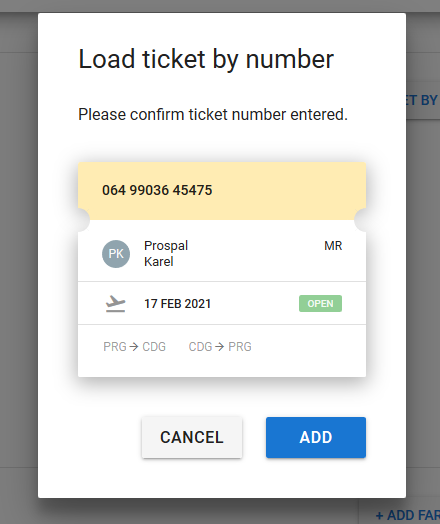 Load ticket by number
ET BY
Please confirm ticket number entered.
064 99036 45475
PK
Prospal
Karel
MR
17 FEB 2021
OPEN
PRG → CDG CDG → PRG
CANCEL
ADD
+ ADD FAR